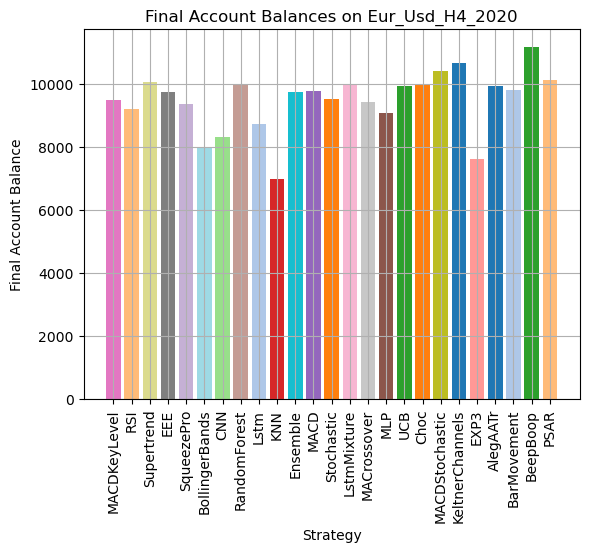 Final Account Balances on Eur_Usd_H4_2020
Final Account Balance
10000
8000
6000
4000
2000
0
MACDKeyLevel
RSI
Supertrend
EEE
SqueezePro
BollingerBands
CNN
RandomForest
Lstm
KNN
Ensemble
MACD
Stochastic
LstmMixture
MACrossover
MLP
UCB
Choc
MACDStochastic
KeltnerChannels
EXP3
AlegAATr
BarMovement
BeepBoop
PSAR
Strategy